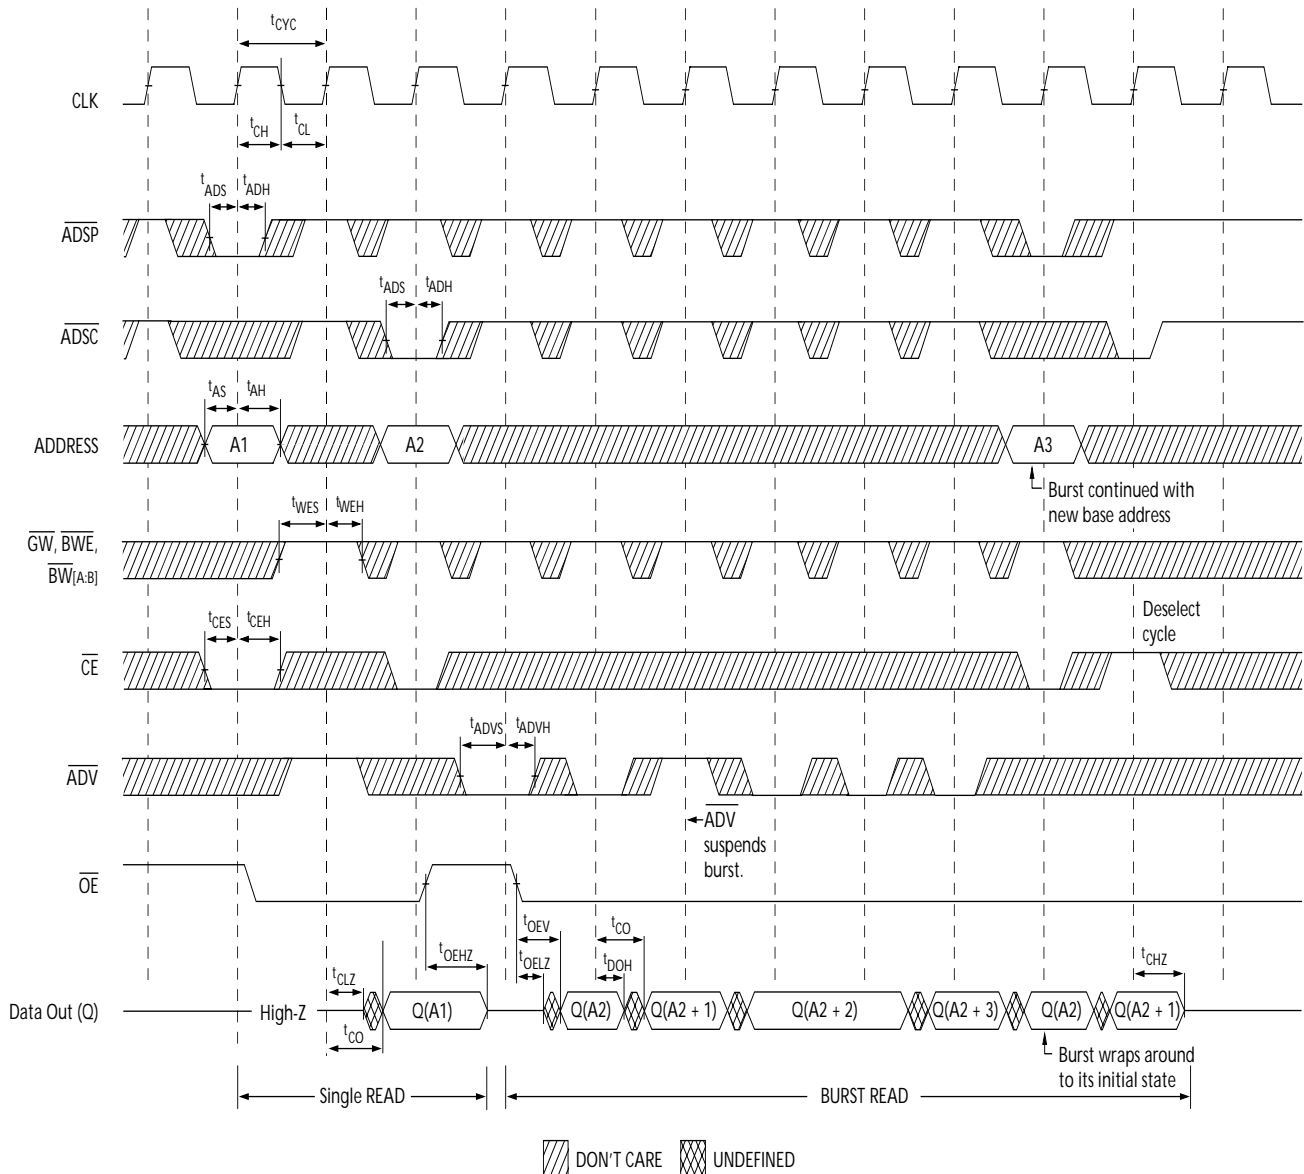 tCYC
CLK
tCH
tCL
tADS
tADH
ADSP
tADS
tADH
ADSC
tAS
tAH
ADDRESS
A1
A2
A3
Burst continued with
new base address
tWES
tWEH
GW, BWE,
BW[A:B]
Deselect
cycle
tCES
tCEH
CE
tADVS
tADVH
ADV
ADV
suspends
burst.
OE
tOEHZ
tOEV
tOELZ
tCO
tDOH
tCHZ
tCLZ
tCO
Data Out (Q)
High-Z
Q(A1)
Q(A2)
Q(A2 + 1)
Q(A2 + 2)
Q(A2 + 3)
Q(A2)
Q(A2 + 1)
Burst wraps around
to its initial state
Single READ
BURST READ
DON'T CARE
UNDEFINED